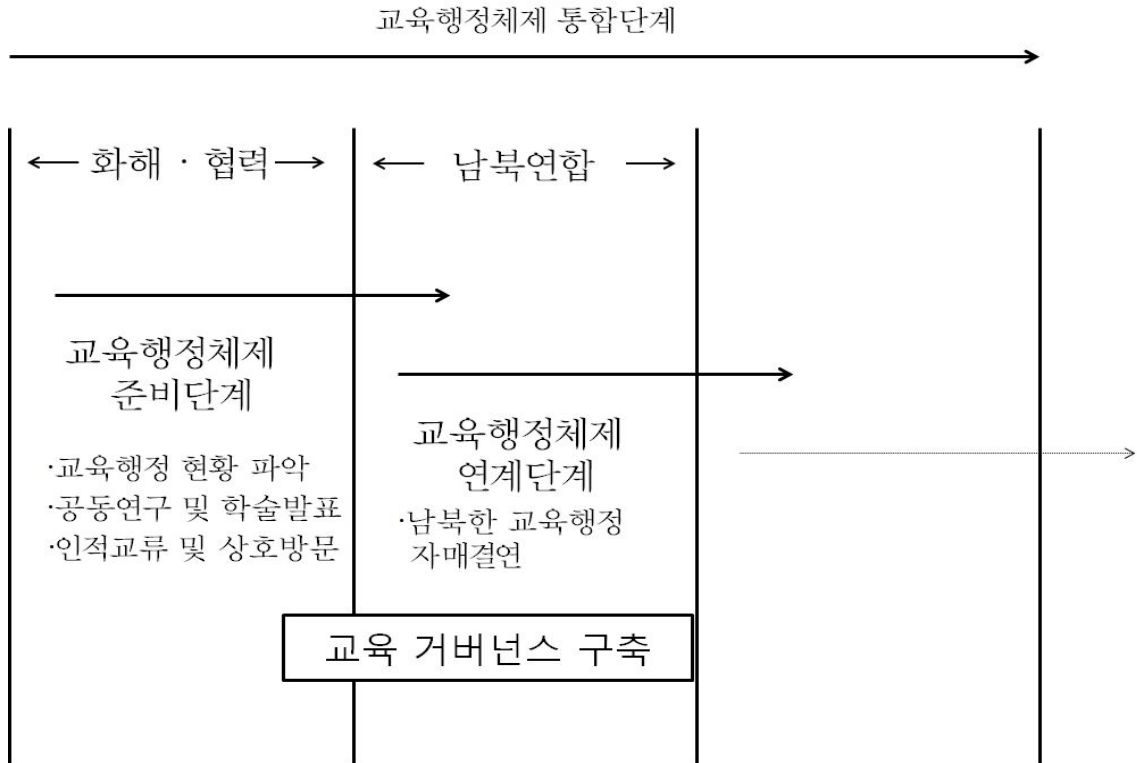 교육행정체제 통합단계
화해 · 협력
남북연합
교육행정체제
준비단계
·교육행정 현황 파악
·공동연구 및 학술발표
·인적교류 및 상호방문
교육행정체제
연계단계
·남북한 교육행정
자매결연
교육 거버넌스 구축